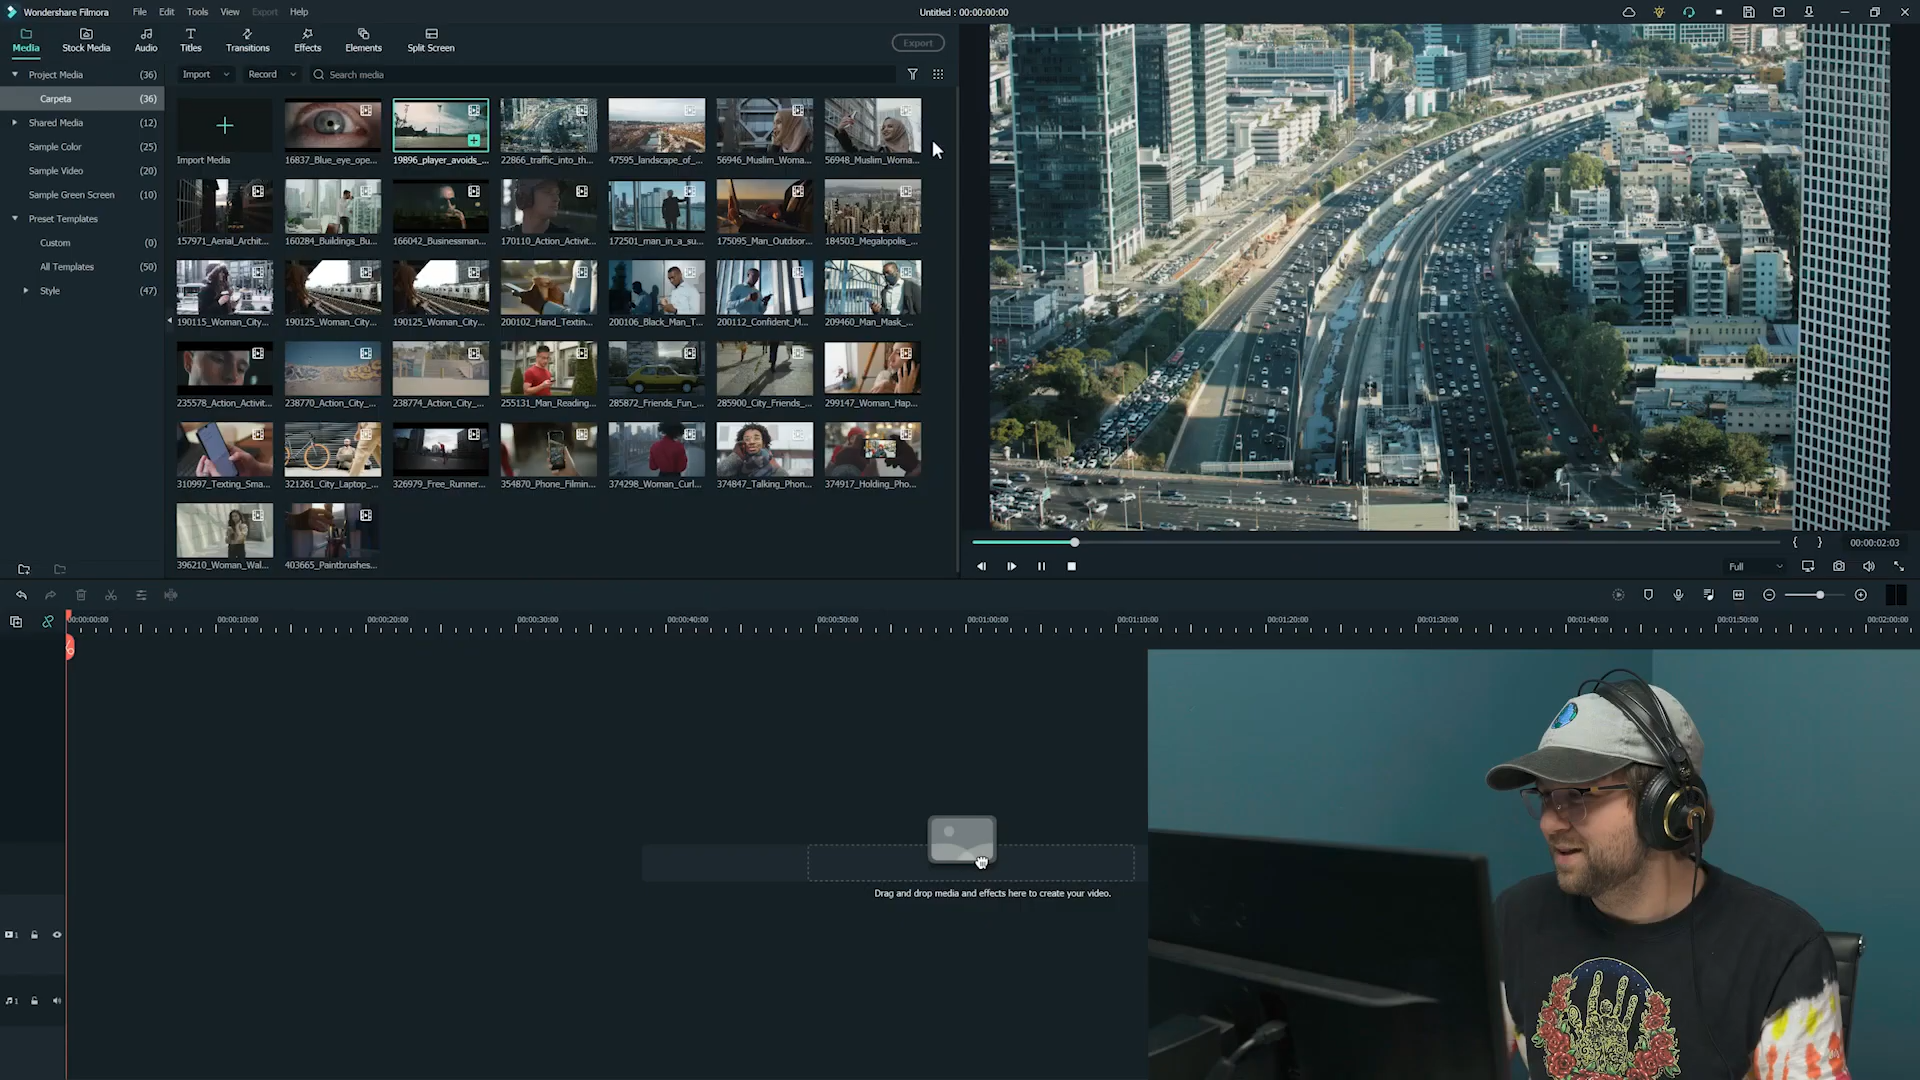 Wondershare Filmora File Edit Tools View Export Help Untitled : 00:00:00:00
Media Stock Media Audio Titles Transitions Effects Elements Split Screen Export
Project Media (36) Import Record Search media
Carpeta (36)
Shared Media (12)
Sample Color (25)
Sample Video (20)
Sample Green Screen (10)
Preset Templates
Custom (0)
All Templates (50)
Style (47)
Import Media 16837_Blue_eye_ope... 19896_player_avoids_... 22866_traffic_into_th... 47595_landscape_of_... 56946_Muslim_Woma... 56948_Muslim_Woma...
157971_Aerial_Archit... 160284_Buildings_Bu... 166042_Businessman... 170110_Action_Activit... 172501_man_in_a_su... 175095_Man_Outdoor... 184503_Megalopolis_...
190115_Woman_City... 190125_Woman_City... 190125_Woman_City... 200102_Hand_Textin... 200106_Black_Man_T... 200112_Confident_M... 209460_Man_Mask_...
235578_Action_Activit... 238770_Action_City_... 238774_Action_City_... 255131_Man_Reading... 285872_Friends_Fun_... 285900_City_Friends_... 299147_Woman_Hap...
310997_Texting_Sma... 321261_City_Laptop_... 326979_Free_Runner... 354870_Phone_Filmin... 374298_Woman_Curl... 374847_Talking_Phon... 374917_Holding_Pho...
396210_Woman_Wal... 403665_Paintbrushes...
{ } 00:00:02:03
Full
00:00:00:00 00:00:10:00 00:00:20:00 00:00:30:00 00:00:40:00 00:00:50:00 00:01:00:00 00:01:10:00 00:01:20:00 00:01:30:00 00:01:40:00 00:01:50:00 00:02:00:00
Drag and drop media and effects here to create your video.
1
1